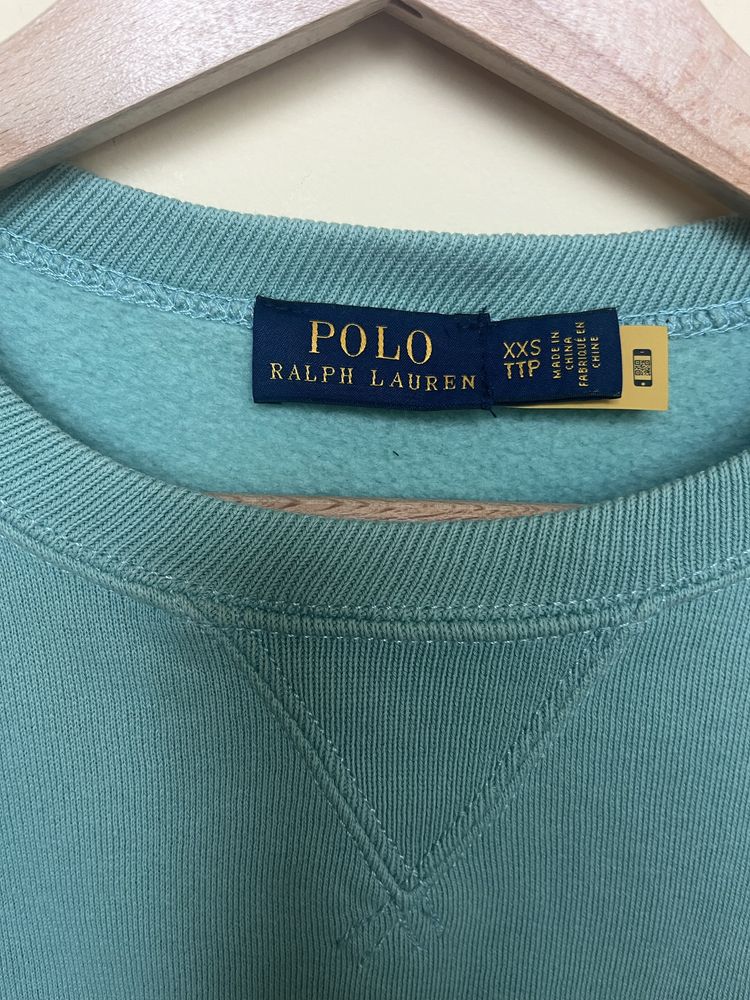 POLO
RALPH LAUREN
XXS
TTP
MADE IN
CHINA
FABRIQUÉ EN
CHINE